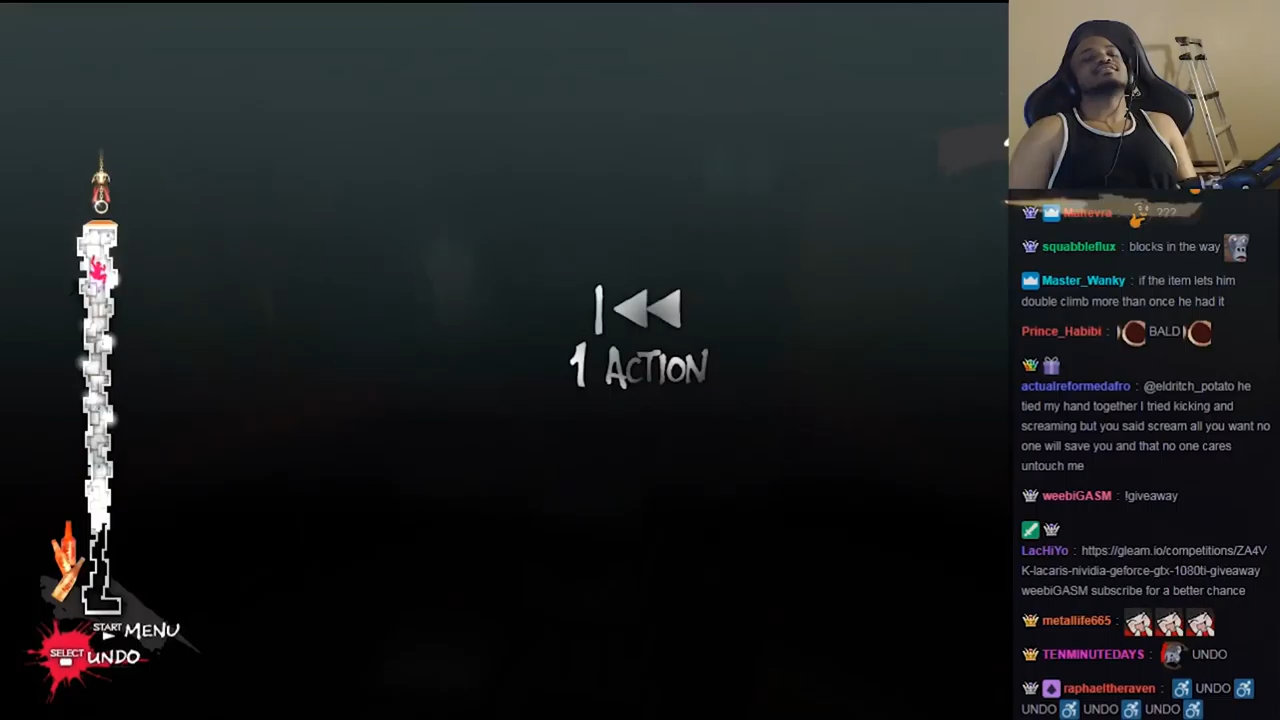 1 ACTION
START MENU
SELECT UNDO
Mahevra : ???
squabbleflux : blocks in the way
Master_Wanky : if the item lets him
double climb more than once he had it
Prince_Habibi : BALD
actualreformedafro : @eldritch_potato he
tied my hand together I tried kicking and
screaming but you said scream all you want no
one will save you and that no one cares
untouch me
weebiGASM : !giveaway
LacHiYo : https://gleam.io/competitions/ZA4V
K-lacaris-nividia-geforce-gtx-1080ti-giveaway
weebiGASM subscribe for a better chance
metallife665 :
TENMINUTEDAYS : UNDO
raphaeltheraven : UNDO
UNDO UNDO UNDO